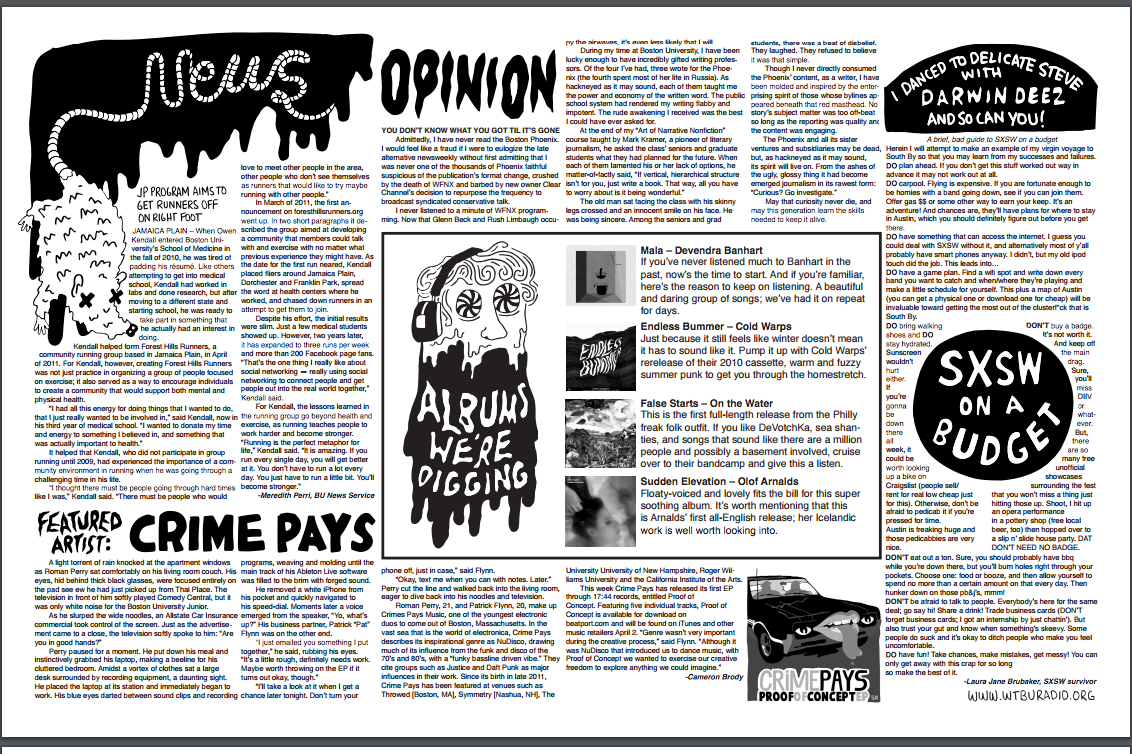 News
JP PROGRAM AIMS TO
GET RUNNERS OFF
ON RIGHT FOOT
JAMAICA PLAIN – When Owen
Kendall entered Boston Uni-
versity's School of Medicine in
the fall of 2010, he was tired of
padding his résumé. Like others
attempting to get into medical
school, Kendall had worked in
labs and done research, but after
moving to a different state and
starting school, he was ready to
take part in something that
he actually had an interest in
doing.
Kendall helped form Forest Hills Runners, a
community running group based in Jamaica Plain, in April
of 2011. For Kendall, however, creating Forest Hills Runners
was not just practice in organizing a group of people focused
on exercise; it also served as a way to encourage individuals
to create a community that would support both mental and
physical health.
"I had all this energy for doing things that I wanted to do,
that I just really wanted to be involved in," said Kendall, now in
his third year of medical school. "I wanted to donate my time
and energy to something I believed in, and something that
was actually important to health."
It helped that Kendall, who did not participate in group
running until 2009, had experienced the importance of a com-
munity environment in running when he was going through a
challenging time in his life.
"I thought there must be people going through hard times
like I was," Kendall said. "There must be people who would
love to meet other people in the area,
other people who don't see themselves
as runners that would like to try maybe
running with other people."
In March of 2011, the first an-
nouncement on foresthillsrunners.org
went up. In two short paragraphs it de-
scribed the group aimed at developing
a community that members could talk
with and exercise with no matter what
previous experience they might have. As
the date for the first run neared, Kendall
placed fliers around Jamaica Plain,
Dorchester and Franklin Park, spread
the word at health centers where he
worked, and chased down runners in an
attempt to get them to join.
Despite his effort, the initial results
were slim. Just a few medical students
showed up. However, two years later,
it has expanded to three runs per week
and more than 200 Facebook page fans.
"That's the one thing I really like about
social networking — really using social
networking to connect people and get
people out into the real world together,"
Kendall said.
For Kendall, the lessons learned in
the running group go beyond health and
exercise, as running teaches people to
work harder and become stronger.
"Running is the perfect metaphor for
life," Kendall said. "It is amazing. If you
run every single day, you will get better
at it. You don't have to run a lot every
day. You just have to run a little bit. You'll
become stronger."
-Meredith Perri, BU News Service
FEATURED
ARTIST:
CRIME PAYS
A light torrent of rain knocked at the apartment windows
as Roman Perry sat comfortably on his living room couch. His
eyes, hid behind thick black glasses, were focused entirely on
the pad see ew he had just picked up from Thai Place. The
television in front of him softly played Comedy Central, but it
was only white noise for the Boston University Junior.
As he slurped the wide noodles, an Allstate Car Insurance
commercial took control of the screen. Just as the advertise-
ment came to a close, the television softly spoke to him: "Are
you in good hands?"
Perry paused for a moment. He put down his meal and
instinctively grabbed his laptop, making a beeline for his
cluttered bedroom. Amidst a vortex of clothes sat a large
desk surrounded by recording equipment, a daunting sight.
He placed the laptop at its station and immediately began to
work. His blue eyes darted between sound clips and recording
programs, weaving and molding until the
main track of his Ableton Live software
was filled to the brim with forged sound.
He removed a white iPhone from
his pocket and quickly navigated to
his speed-dial. Moments later a voice
emerged from the speaker, "Yo, what's
up?" His business partner, Patrick "Pat"
Flynn was on the other end.
"I just emailed you something I put
together," he said, rubbing his eyes.
"It's a little rough, definitely needs work.
Maybe worth throwing on the EP if it
turns out okay, though."
"I'll take a look at it when I get a
chance later tonight. Don't turn your
phone off, just in case," said Flynn.
"Okay, text me when you can with notes. Later."
Perry cut the line and walked back into the living room,
eager to dive back into his noodles and television.
Roman Perry, 21, and Patrick Flynn, 20, make up
Crimes Pays Music, one of the youngest electronic
duos to come out of Boston, Massachusetts. In the
vast sea that is the world of electronica, Crime Pays
describes its inspirational genre as NuDisco, drawing
much of its influence from the funk and disco of the
70's and 80's, with a "funky bassline driven vibe." They
cite groups such as Justice and Daft Punk as major
influences in their work. Since its birth in late 2011,
Crime Pays has been featured at venues such as
Throwed [Boston, MA], Symmetry [Nashua, NH], The
University University of New Hampshire, Roger Wil-
liams University and the California Institute of the Arts.
This week Crime Pays has released its first EP
through 17:44 records, entitled Proof of
Concept. Featuring five individual tracks, Proof of
Concept is available for download on
beatport.com and will be found on iTunes and other
music retailers April 2. "Genre wasn't very important
during the creative process," said Flynn. "Although it
was NuDisco that introduced us to dance music, with
Proof of Concept we wanted to exercise our creative
freedom to explore anything we could imagine."
-Cameron Brody
CRIMEPAYS
PROOFOFCONCEPTEP
OPINION
YOU DON'T KNOW WHAT YOU GOT TIL IT'S GONE
Admittedly, I have never read the Boston Phoenix.
I would feel like a fraud if I were to eulogize the late
alternative newsweekly without first admitting that I
was never one of the thousands of Phoenix faithful
suspicious of the publication's format change, crushed
by the death of WFNX and barbed by new owner Clear
Channel's decision to repurpose the frequency to
broadcast syndicated conservative talk.
I never listened to a minute of WFNX program-
ming. Now that Glenn Beck and Rush Limbaugh occu-
py the airwaves, it's even less likely that I will.
During my time at Boston University, I have been
lucky enough to have incredibly gifted writing profes-
sors. Of the four I've had, three wrote for the Phoe-
nix (the fourth spent most of her life in Russia). As
hackneyed as it may sound, each of them taught me
the power and economy of the written word. The public
school system had rendered my writing flabby and
impotent. The rude awakening I received was the best
I could have ever asked for.
At the end of my "Art of Narrative Nonfiction"
course taught by Mark Kramer, a pioneer of literary
journalism, he asked the class' seniors and graduate
students what they had planned for the future. When
each of them lamented his or her lack of options, he
matter-of-factly said, "If vertical, hierarchical structure
isn't for you, just write a book. That way, all you have
to worry about is it being wonderful."
The old man sat facing the class with his skinny
legs crossed and an innocent smile on his face. He
was being sincere. Among the seniors and grad
students, there was a beat of disbelief.
They laughed. They refused to believe
it was that simple.
Though I never directly consumed
the Phoenix' content, as a writer, I have
been molded and inspired by the enter-
prising spirit of those whose bylines ap-
peared beneath that red masthead. No
story's subject matter was too off-beat
so long as the reporting was quality and
the content was engaging.
The Phoenix and all its sister
ventures and subsidiaries may be dead,
but, as hackneyed as it may sound,
its spirit will live on. From the ashes of
the ugly, glossy thing it had become
emerged journalism in its rawest form:
"Curious? Go investigate."
May that curiosity never die, and
may this generation learn the skills
needed to keep it alive.
ALBUMS
WE'RE
DIGGING
Mala – Devendra Banhart
If you've never listened much to Banhart in the
past, now's the time to start. And if you're familiar,
here's the reason to keep on listening. A beautiful
and daring group of songs; we've had it on repeat
for days.
ENDLESS
BUMMER
Endless Bummer – Cold Warps
Just because it still feels like winter doesn't mean
it has to sound like it. Pump it up with Cold Warps'
rerelease of their 2010 cassette, warm and fuzzy
summer punk to get you through the homestretch.
False Starts – On the Water
This is the first full-length release from the Philly
freak folk outfit. If you like DeVotchKa, sea shan-
ties, and songs that sound like there are a million
people and possibly a basement involved, cruise
over to their bandcamp and give this a listen.
Sudden Elevation – Olof Arnalds
Floaty-voiced and lovely fits the bill for this super
soothing album. It's worth mentioning that this
is Arnalds' first all-English release; her Icelandic
work is well worth looking into.
I DANCED TO DELICATE STEVE
WITH
DARWIN DEEZ
AND SO CAN YOU!
A brief, bad guide to SXSW on a budget
Herein I will attempt to make an example of my virgin voyage to
South By so that you may learn from my successes and failures.
DO plan ahead. If you don't get this stuff worked out way in
advance it may not work out at all.
DO carpool. Flying is expensive. If you are fortunate enough to
be homies with a band going down, see if you can join them.
Offer gas $$ or some other way to earn your keep. It's an
adventure! And chances are, they'll have plans for where to stay
in Austin, which you should definitely figure out before you get
there.
DO have something that can access the internet. I guess you
could deal with SXSW without it, and alternatively most of y'all
probably have smart phones anyway. I didn't, but my old ipod
touch did the job. This leads into...
DO have a game plan. Find a wifi spot and write down every
band you want to catch and when/where they're playing and
make a little schedule for yourself. This plus a map of Austin
(you can get a physical one or download one for cheap) will be
invaluable toward getting the most out of the cluster!*ck that is
South By.
DO bring walking
shoes and DO
stay hydrated.
Sunscreen
wouldn't
hurt
either.
If
you're
gonna
be
down
there
all
week, it
could be
worth looking
up a bike on
Craigslist (people sell/
rent for real low cheap just
for this). Otherwise, don't be
afraid to pedicab it if you're
pressed for time.
Austin is freaking huge and
those pedicabbies are very
nice.
SXSW
ON A
BUDGET
DON'T buy a badge.
It's not worth it.
And keep off
the main
drag.
Sure,
you'll
miss
DIIV
or
what-
ever.
But,
there
are so
many free
unofficial
showcases
surrounding the fest
that you won't miss a thing just
hitting those up. Shoot, I hit up
an opera performance
in a pottery shop (free local
beer, too) then hopped over to
a slip n' slide house party. DAT
DON'T NEED NO BADGE.
DON'T eat out a ton. Sure, you should probably have bbq
while you're down there, but you'll burn holes right through your
pockets. Choose one: food or booze, and then allow yourself to
spend no more than a certain amount on that every day. Then
hunker down on those pb&j's, mmm!
DON'T be afraid to talk to people. Everybody's here for the same
deal; go say hi! Share a drink! Trade business cards (DON'T
forget business cards; I got an internship by just chattin'). But
also trust your gut and know when something's skeevy. Some
people do suck and it's okay to ditch people who make you feel
uncomfortable.
DO have fun! Take chances, make mistakes, get messy! You can
only get away with this crap for so long
so make the best of it.
-Laura Jane Brubaker, SXSW survivor
WWW.WTBURADIO.ORG